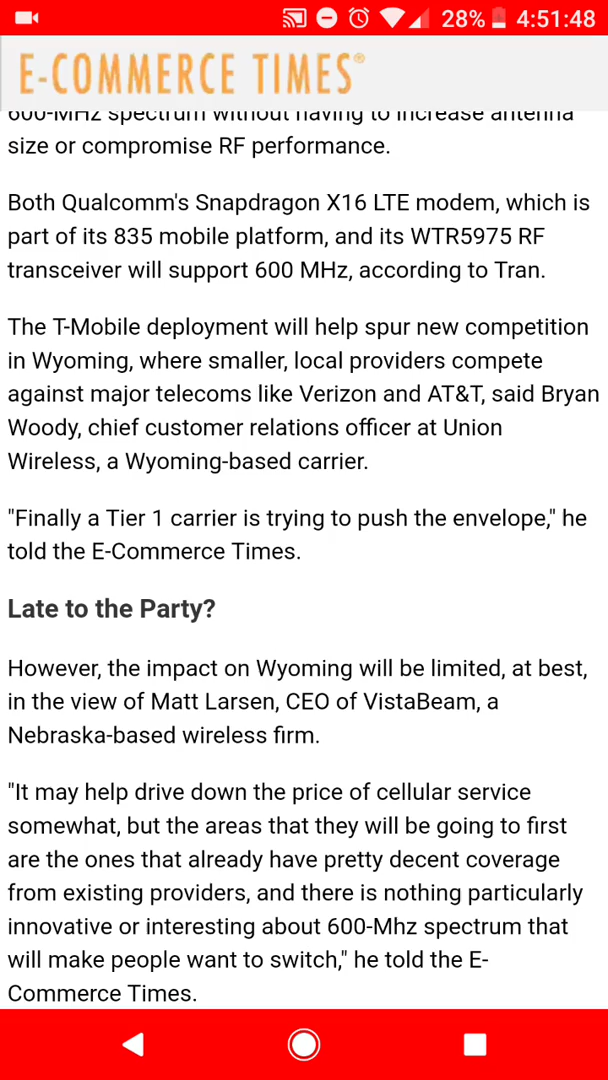 28% 4:51:48
E-COMMERCE TIMES®
600-MHz spectrum without having to increase antenna
size or compromise RF performance.
Both Qualcomm's Snapdragon X16 LTE modem, which is
part of its 835 mobile platform, and its WTR5975 RF
transceiver will support 600 MHz, according to Tran.
The T-Mobile deployment will help spur new competition
in Wyoming, where smaller, local providers compete
against major telecoms like Verizon and AT&T, said Bryan
Woody, chief customer relations officer at Union
Wireless, a Wyoming-based carrier.
"Finally a Tier 1 carrier is trying to push the envelope," he
told the E-Commerce Times.
Late to the Party?
However, the impact on Wyoming will be limited, at best,
in the view of Matt Larsen, CEO of VistaBeam, a
Nebraska-based wireless firm.
"It may help drive down the price of cellular service
somewhat, but the areas that they will be going to first
are the ones that already have pretty decent coverage
from existing providers, and there is nothing particularly
innovative or interesting about 600-Mhz spectrum that
will make people want to switch," he told the E-
Commerce Times.